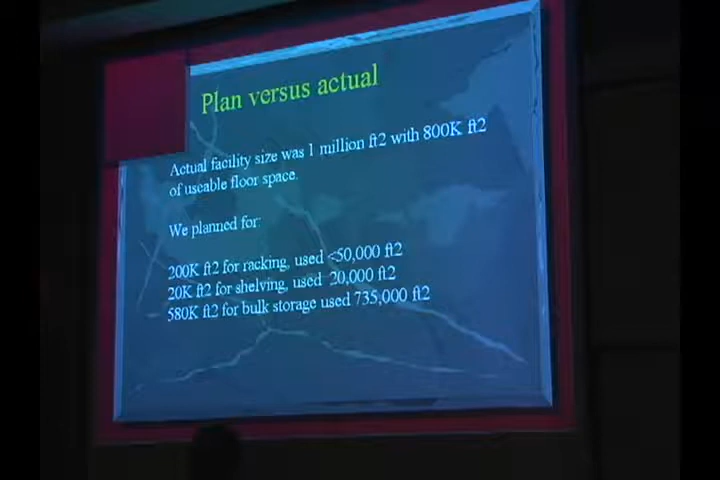 Plan versus actual
Actual facility size was 1 million ft2 with 800K ft2
of useable floor space.
We planned for:
200K ft2 for racking, used <50,000 ft2
20K ft2 for shelving, used 20,000 ft2
580K ft2 for bulk storage used 735,000 ft2